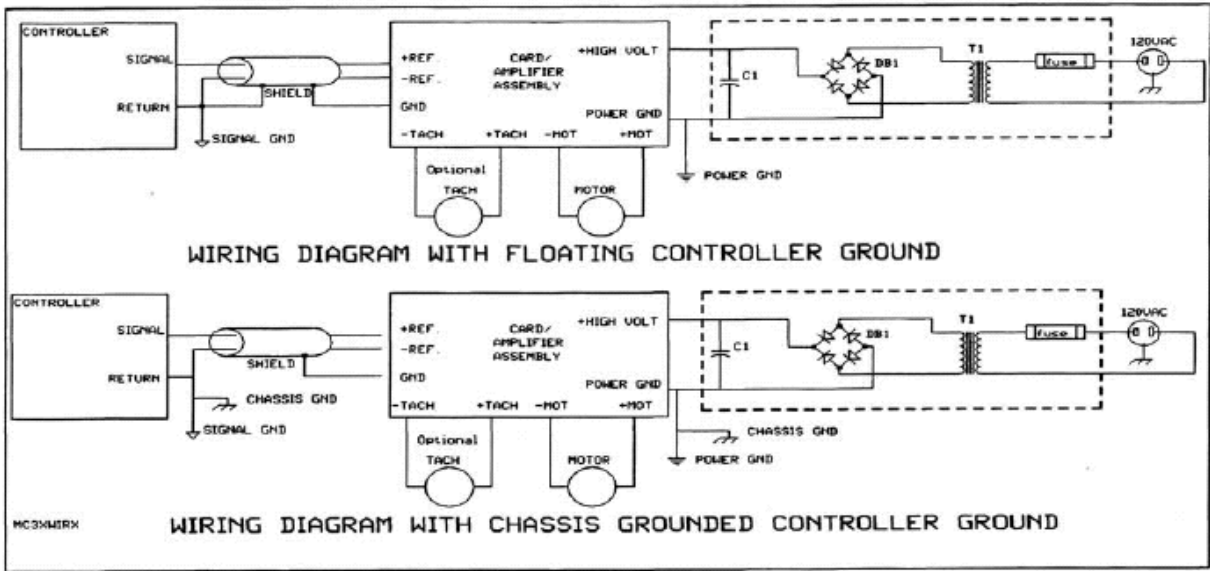 CONTROLLER
SIGNAL
RETURN
SHIELD
SIGNAL GND
+REF.
-REF.
GND
CARD/
AMPLIFIER
ASSEMBLY
+HIGH VOLT
POWER GND
-TACH
+TACH
-MOT
+MOT
Optional
TACH
MOTOR
POWER GND
C1
DB1
T1
fuse
120VAC
WIRING DIAGRAM WITH FLOATING CONTROLLER GROUND
CONTROLLER
SIGNAL
RETURN
SHIELD
CHASSIS GND
SIGNAL GND
+REF.
-REF.
GND
CARD/
AMPLIFIER
ASSEMBLY
+HIGH VOLT
POWER GND
-TACH
+TACH
-MOT
+MOT
Optional
TACH
MOTOR
CHASSIS GND
POWER GND
C1
DB1
T1
fuse
120VAC
MC3XWIRX
WIRING DIAGRAM WITH CHASSIS GROUNDED CONTROLLER GROUND